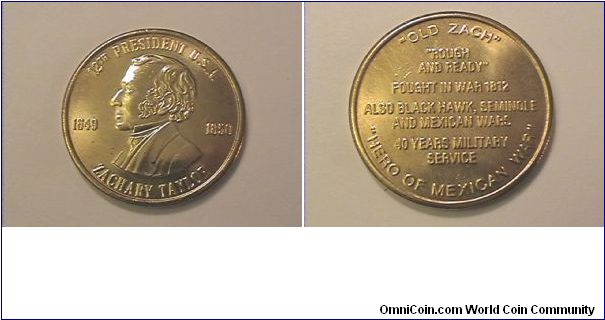 12TH PRESIDENT U.S.A.
1849 1850
ZACHARY TAYLOR
"OLD ZACH"
"ROUGH
AND READY"
FOUGHT IN WAR 1812
ALSO BLACK HAWK, SEMINOLE
AND MEXICAN WARS.
40 YEARS MILITARY
SERVICE
"HERO OF MEXICAN WAR"
OmniCoin.com World Coin Community